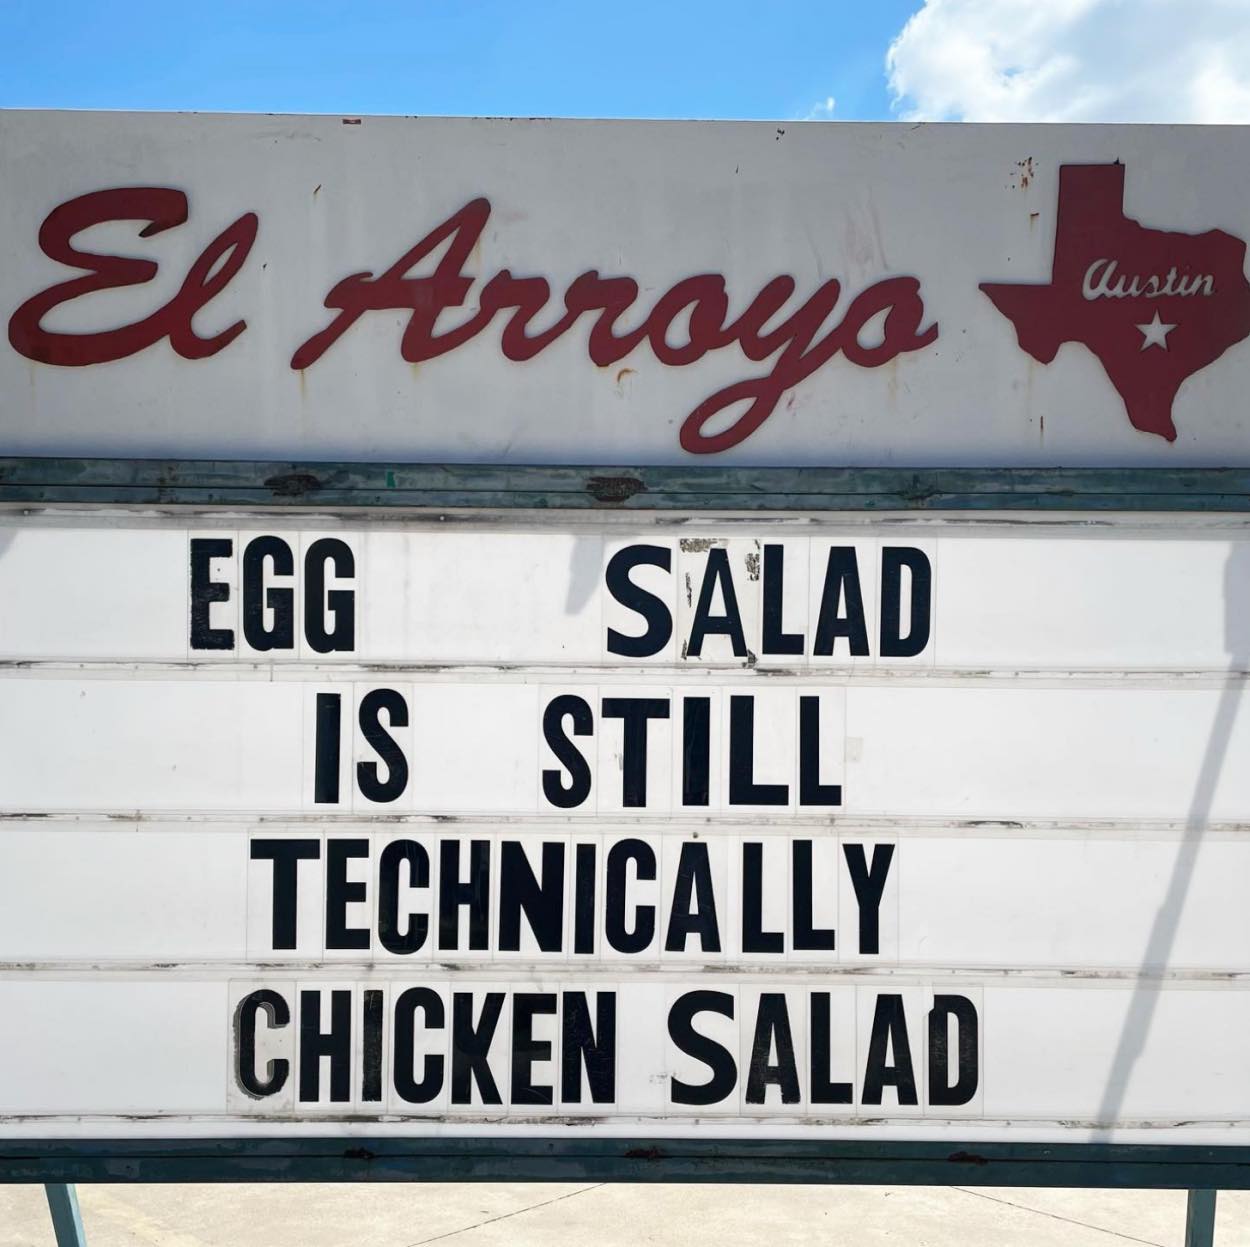 El Arroyo
Austin
EGG SALAD
IS STILL
TECHNICALLY
CHICKEN SALAD